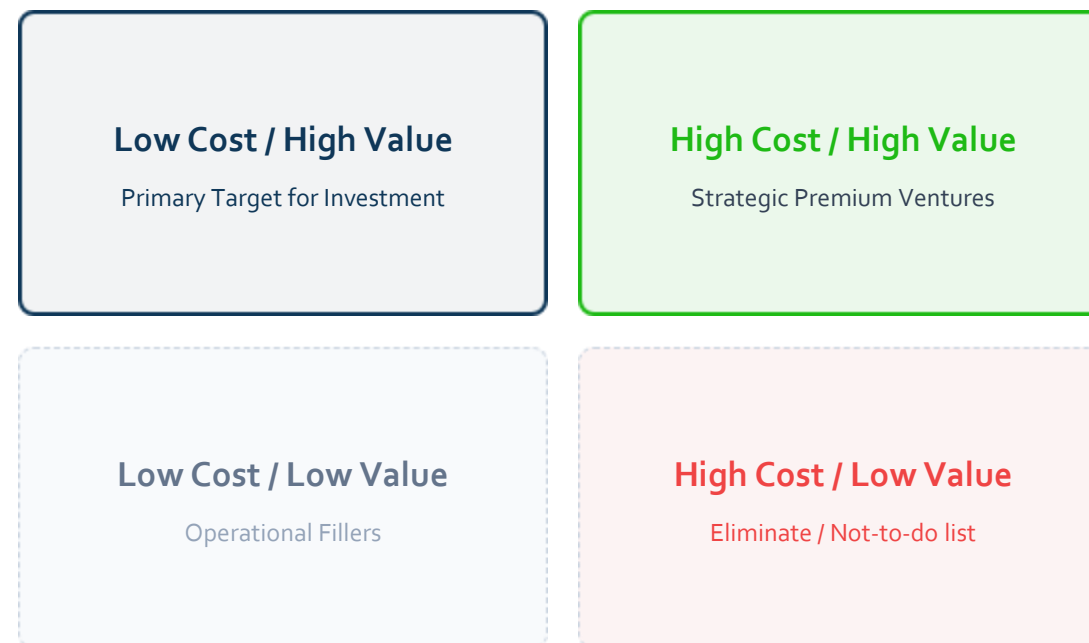 Low Cost / High Value
Primary Target for Investment
High Cost / High Value
Strategic Premium Ventures
Low Cost / Low Value
Operational Fillers
High Cost / Low Value
Eliminate / Not-to-do list